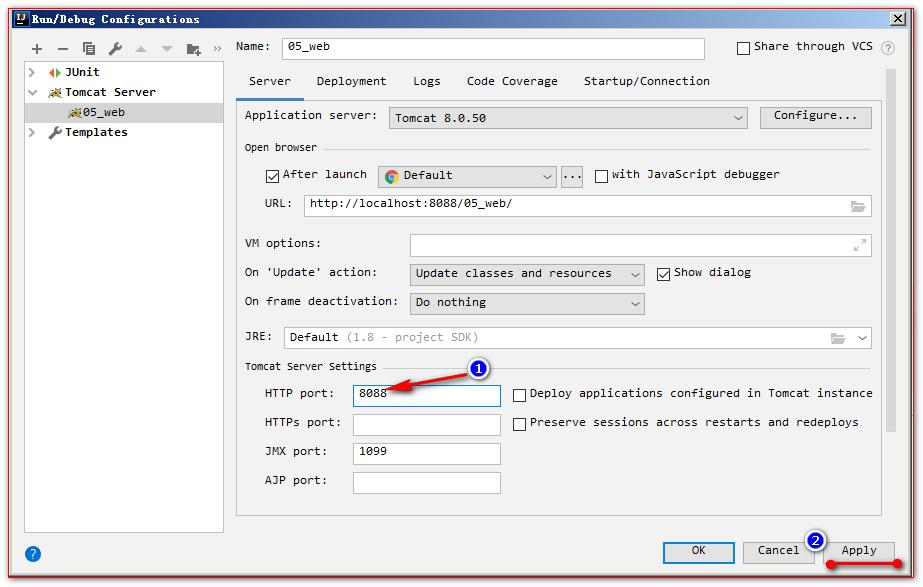 Run/Debug Configurations
Name: 05_web Share through VCS ?
JUnit
Tomcat Server
05_web
Templates
Server Deployment Logs Code Coverage Startup/Connection
Application server: Tomcat 8.0.50 Configure...
Open browser
After launch Default ... with JavaScript debugger
URL: http://localhost:8088/05_web/
VM options:
On 'Update' action: Update classes and resources Show dialog
On frame deactivation: Do nothing
JRE: Default (1.8 - project SDK)
Tomcat Server Settings
1
HTTP port: 8088 Deploy applications configured in Tomcat instance
HTTPs port: Preserve sessions across restarts and redeploys
JMX port: 1099
AJP port:
2
? OK Cancel Apply